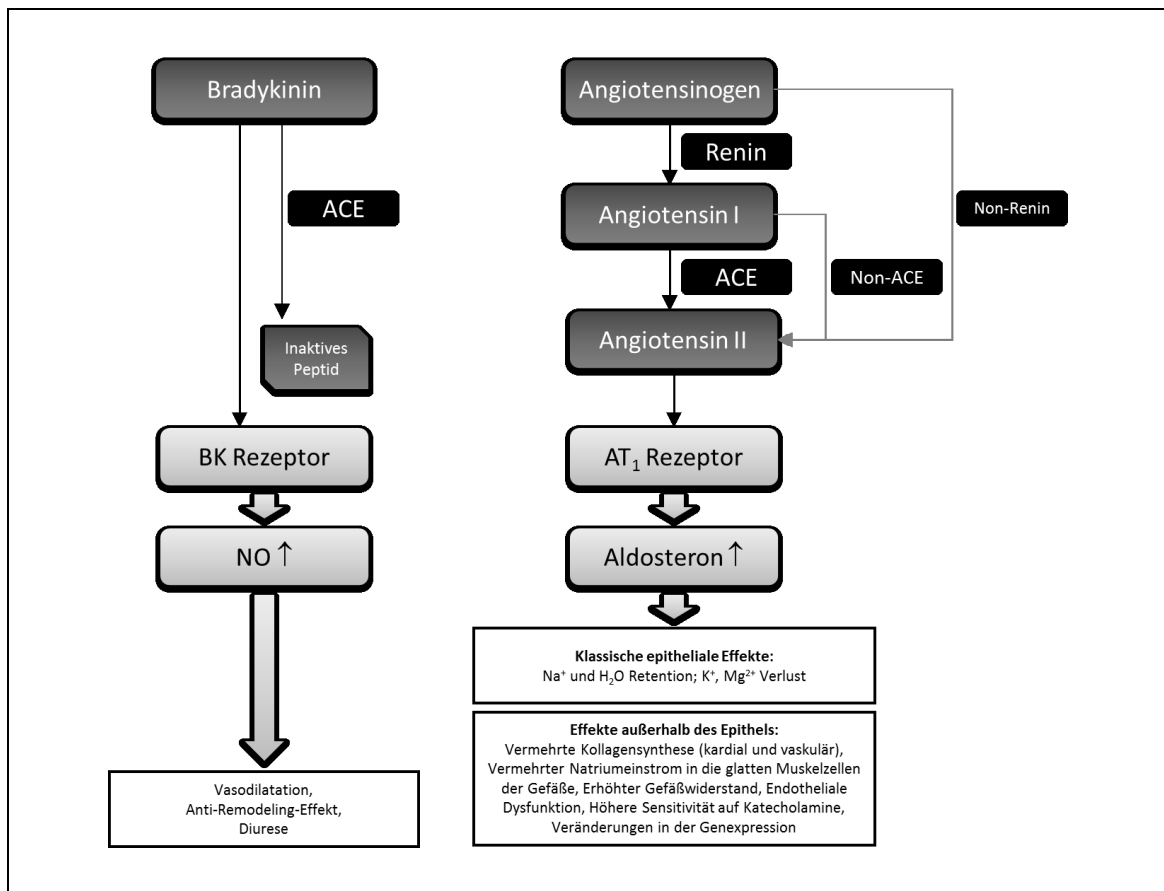 Bradykinin
ACE
Inaktives
Peptid
BK Rezeptor
NO ↑
Vasodilatation,
Anti-Remodeling-Effekt,
Diurese
Angiotensinogen
Renin
Angiotensin I
Non-Renin
ACE
Non-ACE
Angiotensin II
AT₁ Rezeptor
Aldosteron ↑
Klassische epitheliale Effekte:
Na⁺ und H₂O Retention; K⁺, Mg²⁺ Verlust
Effekte außerhalb des Epithels:
Vermehrte Kollagensynthese (kardial und vaskulär),
Vermehrter Natriumeinstrom in die glatten Muskelzellen
der Gefäße, Erhöhter Gefäßwiderstand, Endotheliale
Dysfunktion, Höhere Sensitivität auf Katecholamine,
Veränderungen in der Genexpression